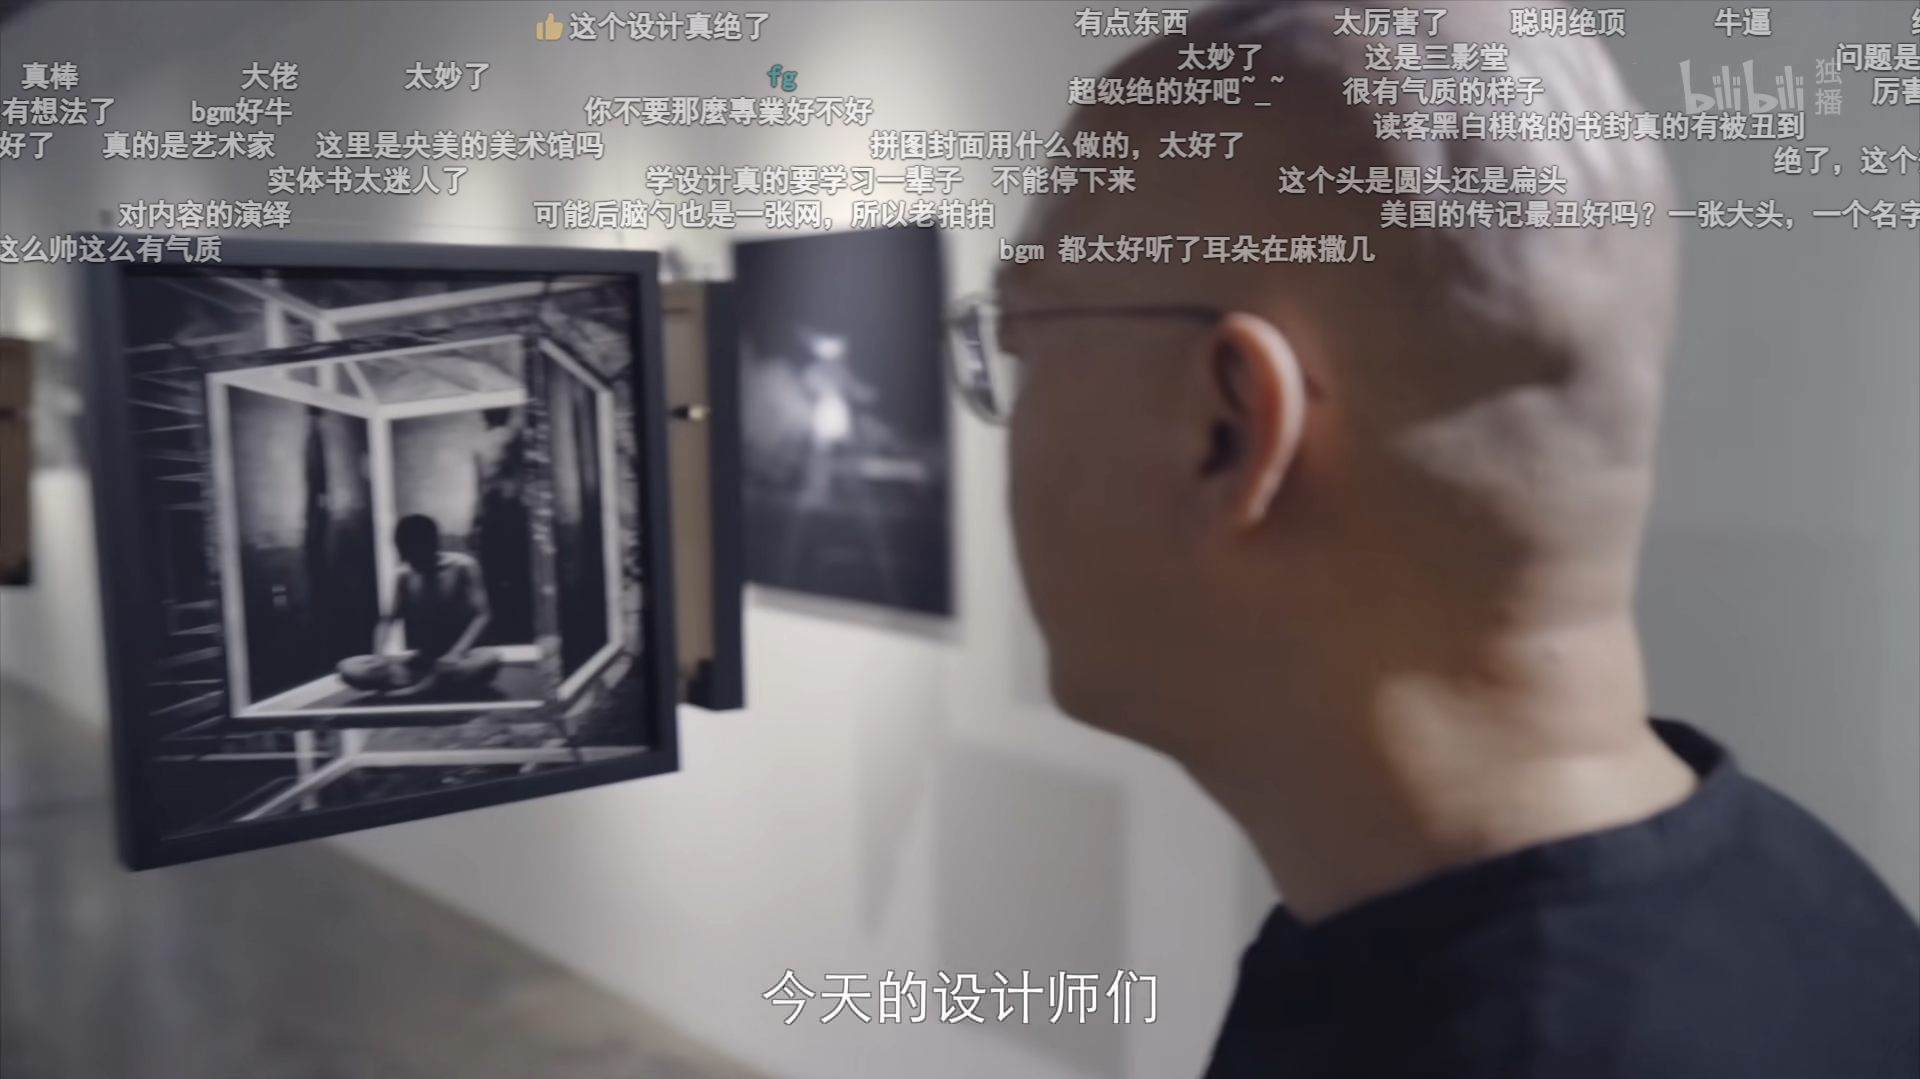 这个设计真绝了
有点东西
太厉害了
聪明绝顶
牛逼
太妙了
这是三影堂
问题是
真棒
大佬
太妙了
fg
超级绝的好吧~_~
很有气质的样子
bilibili
独播
厉害
有想法了
bgm好牛
你不要那麼專業好不好
读客黑白棋格的书封真的有被丑到
好了
真的是艺术家
这里是央美的美术馆吗
拼图封面用什么做的，太好了
绝了，这个
实体书太迷人了
学设计真的要学习一辈子
不能停下来
这个头是圆头还是扁头
对内容的演绎
可能后脑勺也是一张网，所以老拍拍
美国的传记最丑好吗？一张大头，一个名字
这么帅这么有气质
bgm 都太好听了耳朵在麻撒几
今天的设计师们